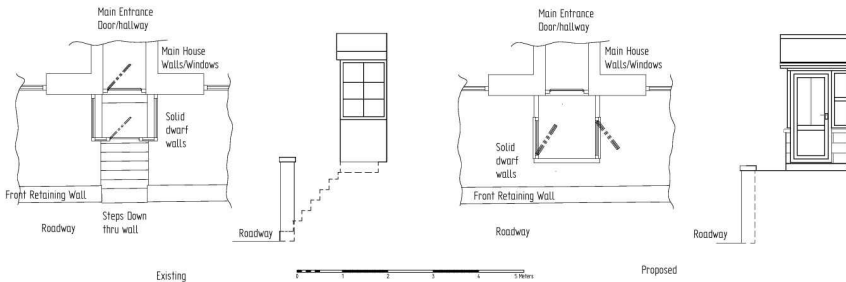 Main Entrance
Door/hallway
Main House
Walls/Windows
Solid
dwarf
walls
Front Retaining Wall
Steps Down
thru wall
Roadway
Roadway
Existing
0 1 2 3 4 5 Meters
Main Entrance
Door/hallway
Main House
Walls/Windows
Solid
dwarf
walls
Front Retaining Wall
Roadway
Roadway
Proposed